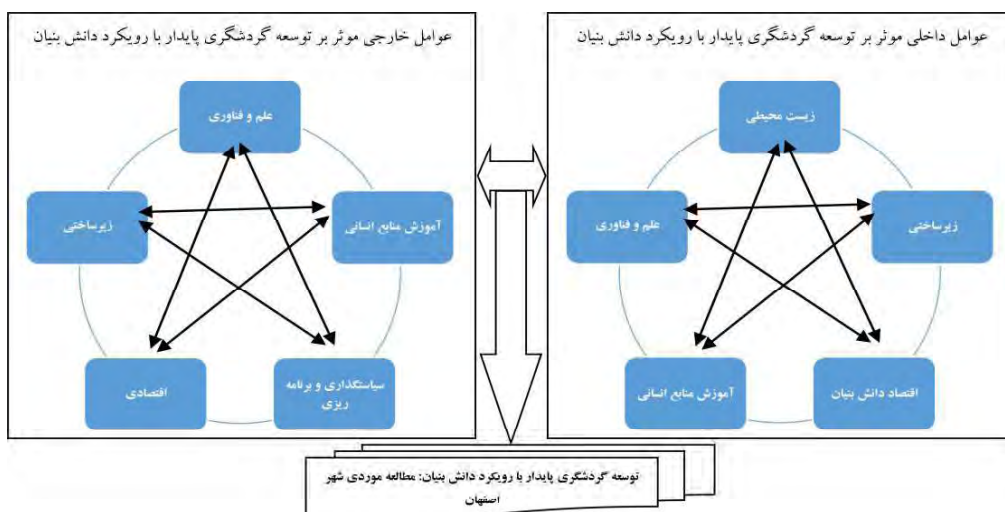 عوامل داخلی موثر بر توسعه گردشگری پایدار با رویکرد دانش بنیان
زیست محیطی
زیرساختی
علم و فناوری
اقتصاد دانش بنیان
آموزش منابع انسانی
عوامل خارجی موثر بر توسعه گردشگری پایدار با رویکرد دانش بنیان
علم و فناوری
آموزش منابع انسانی
زیرساختی
سیاستگذاری و برنامه
ریزی
اقتصادی
توسعه گردشگری پایدار با رویکرد دانش بنیان: مطالعه موردی شهر
اصفهان